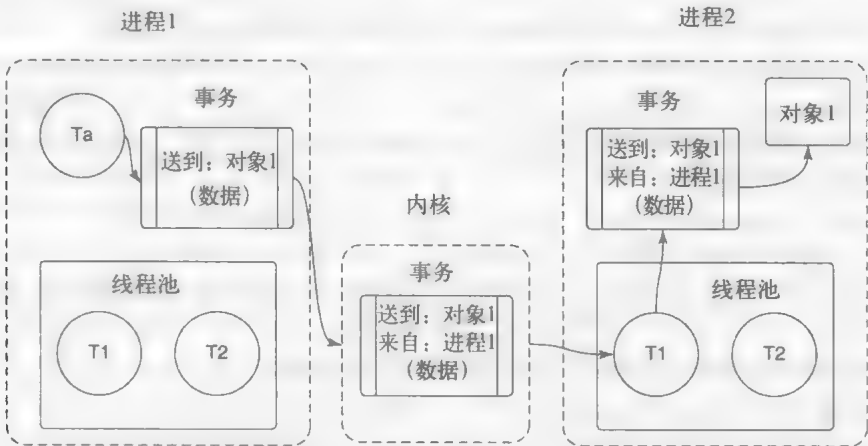 进程1
事务
Ta
送到：对象1
（数据）
线程池
T1
T2
内核
事务
送到：对象1
来自：进程1
（数据）
进程2
事务
对象1
送到：对象1
来自：进程1
（数据）
线程池
T1
T2